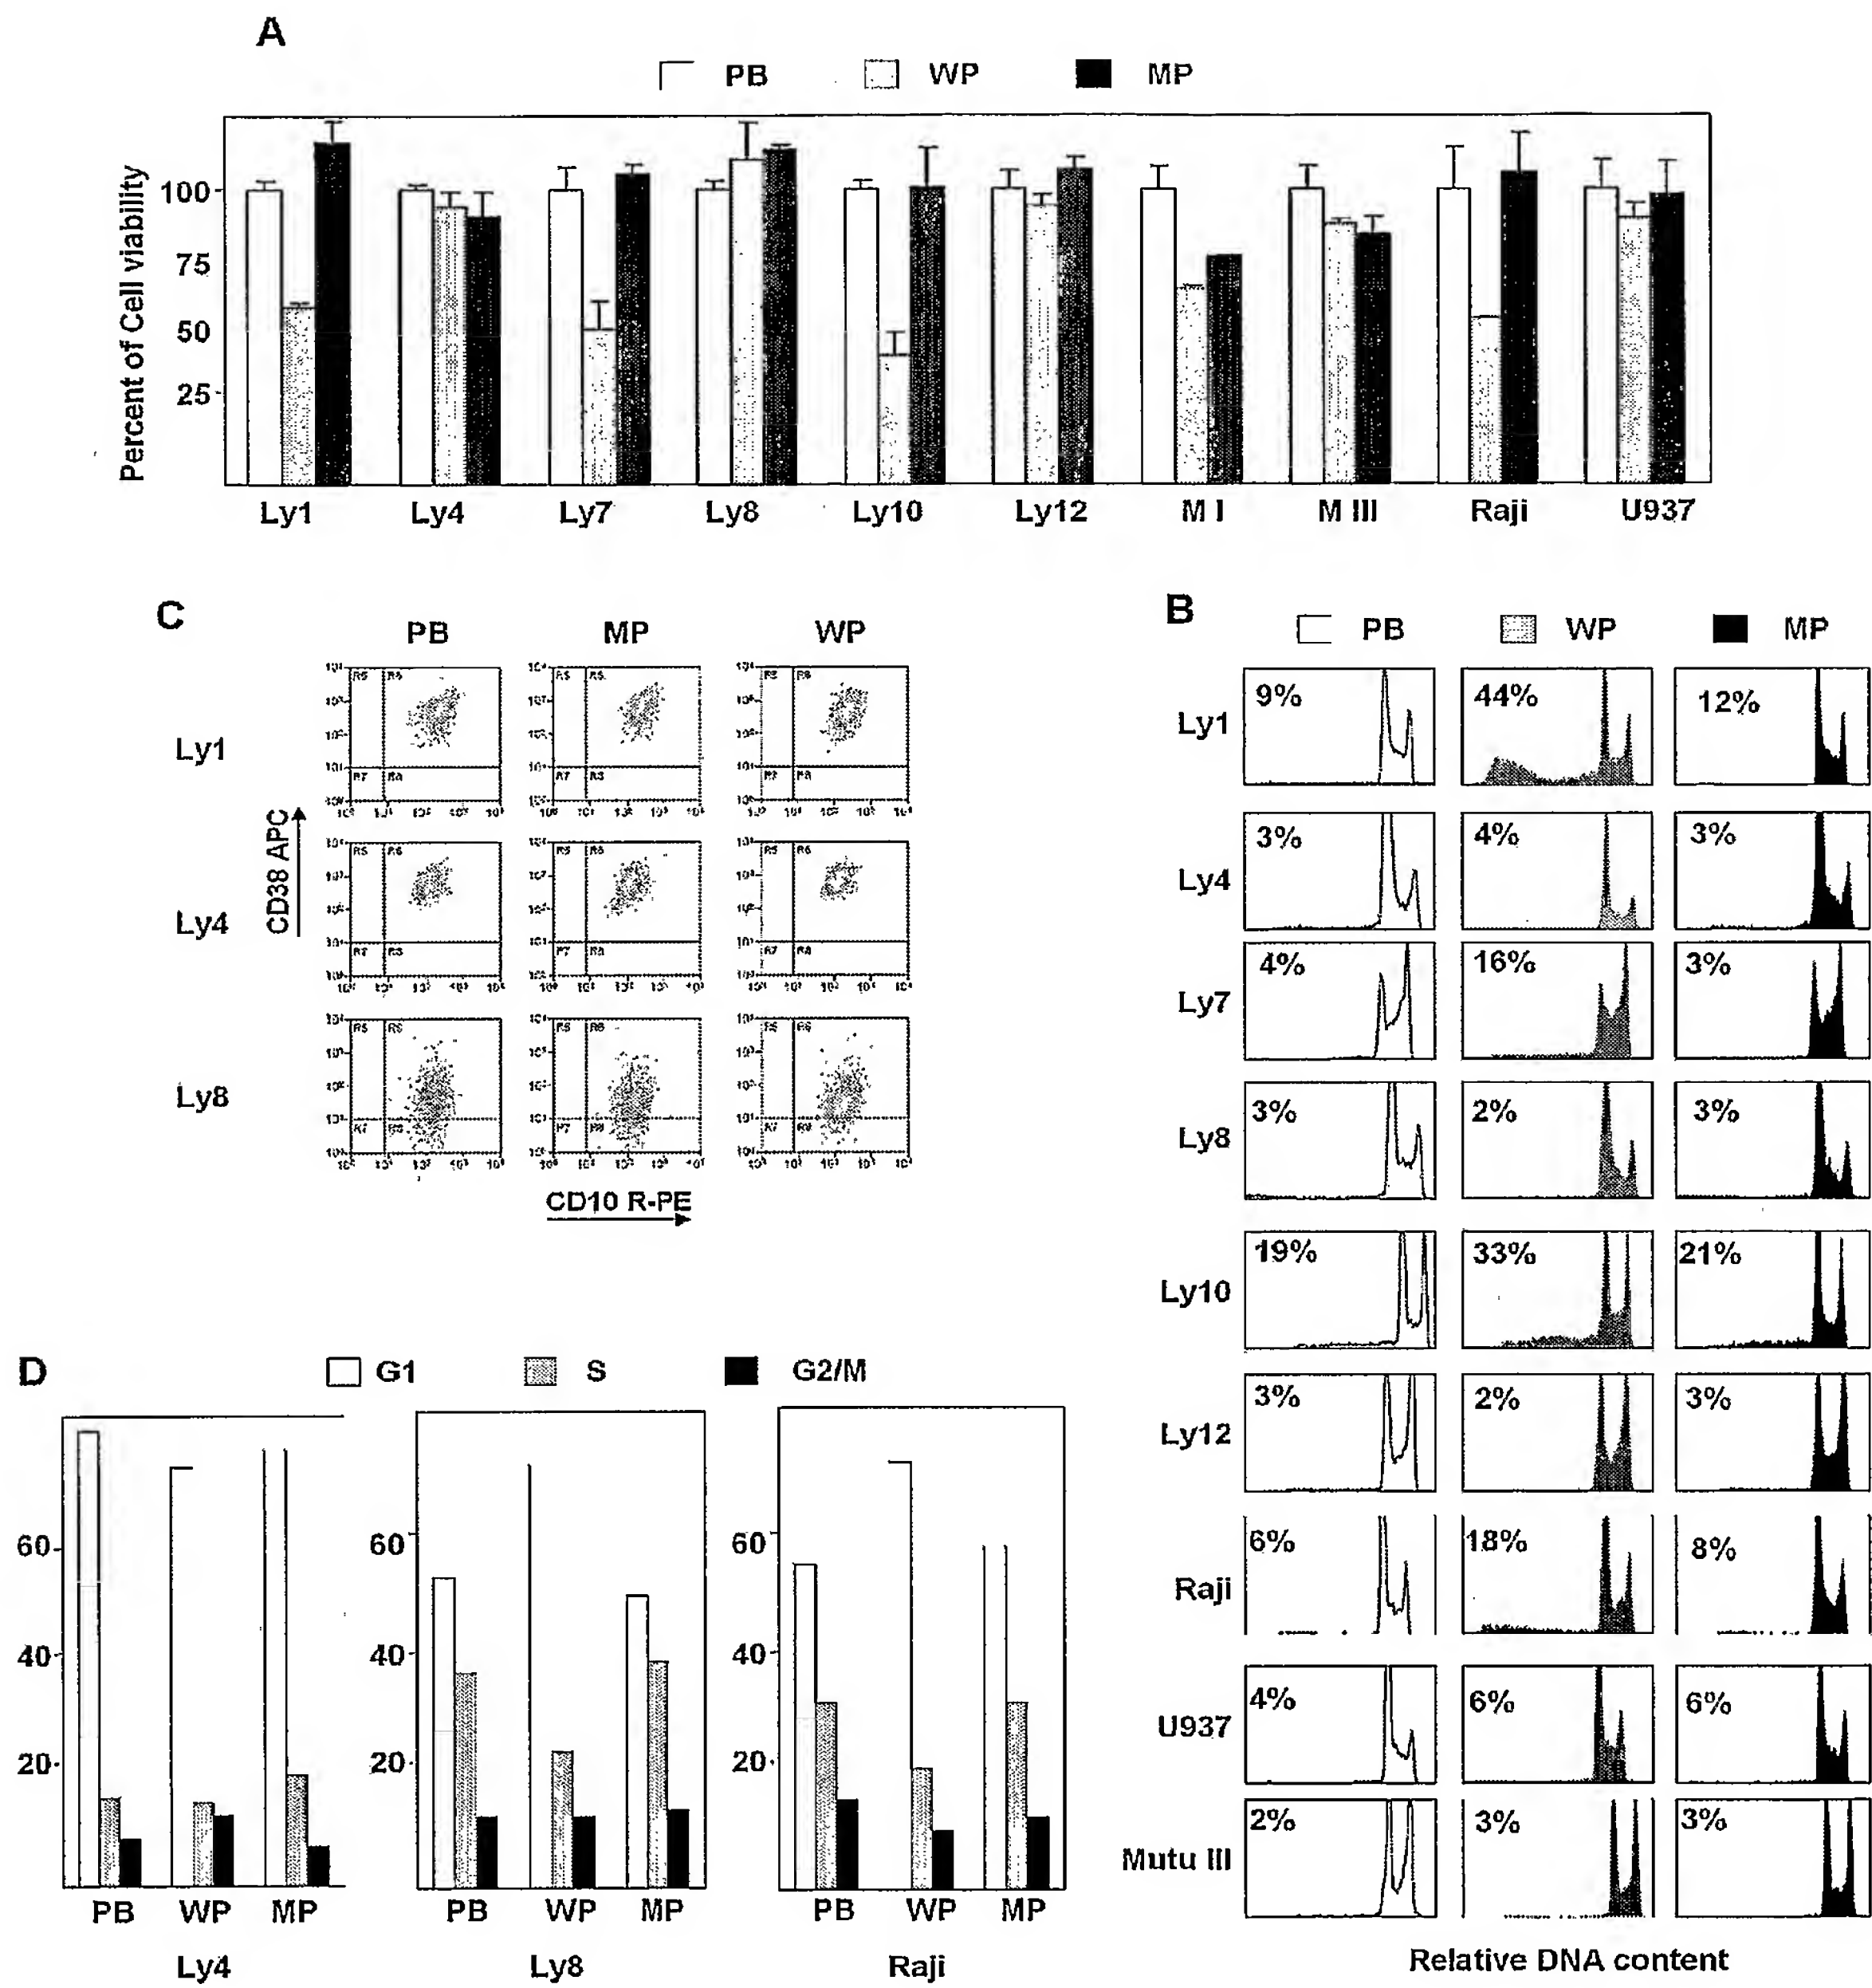 A
PB WP MP
Percent of Cell viability
100
75
50
25
Ly1 Ly4 Ly7 Ly8 Ly10 Ly12 M I M III Raji U937
C
PB MP WP
Ly1
Ly4
Ly8
CD38 APC
CD10 R-PE
B
PB WP MP
Ly1 9% 44% 12%
Ly4 3% 4% 3%
Ly7 4% 16% 3%
Ly8 3% 2% 3%
Ly10 19% 33% 21%
Ly12 3% 2% 3%
Raji 6% 18% 8%
U937 4% 6% 6%
Mutu III 2% 3% 3%
Relative DNA content
D
G1 S G2/M
60 60 60
40 40 40
20 20 20
PB WP MP PB WP MP PB WP MP
Ly4 Ly8 Raji